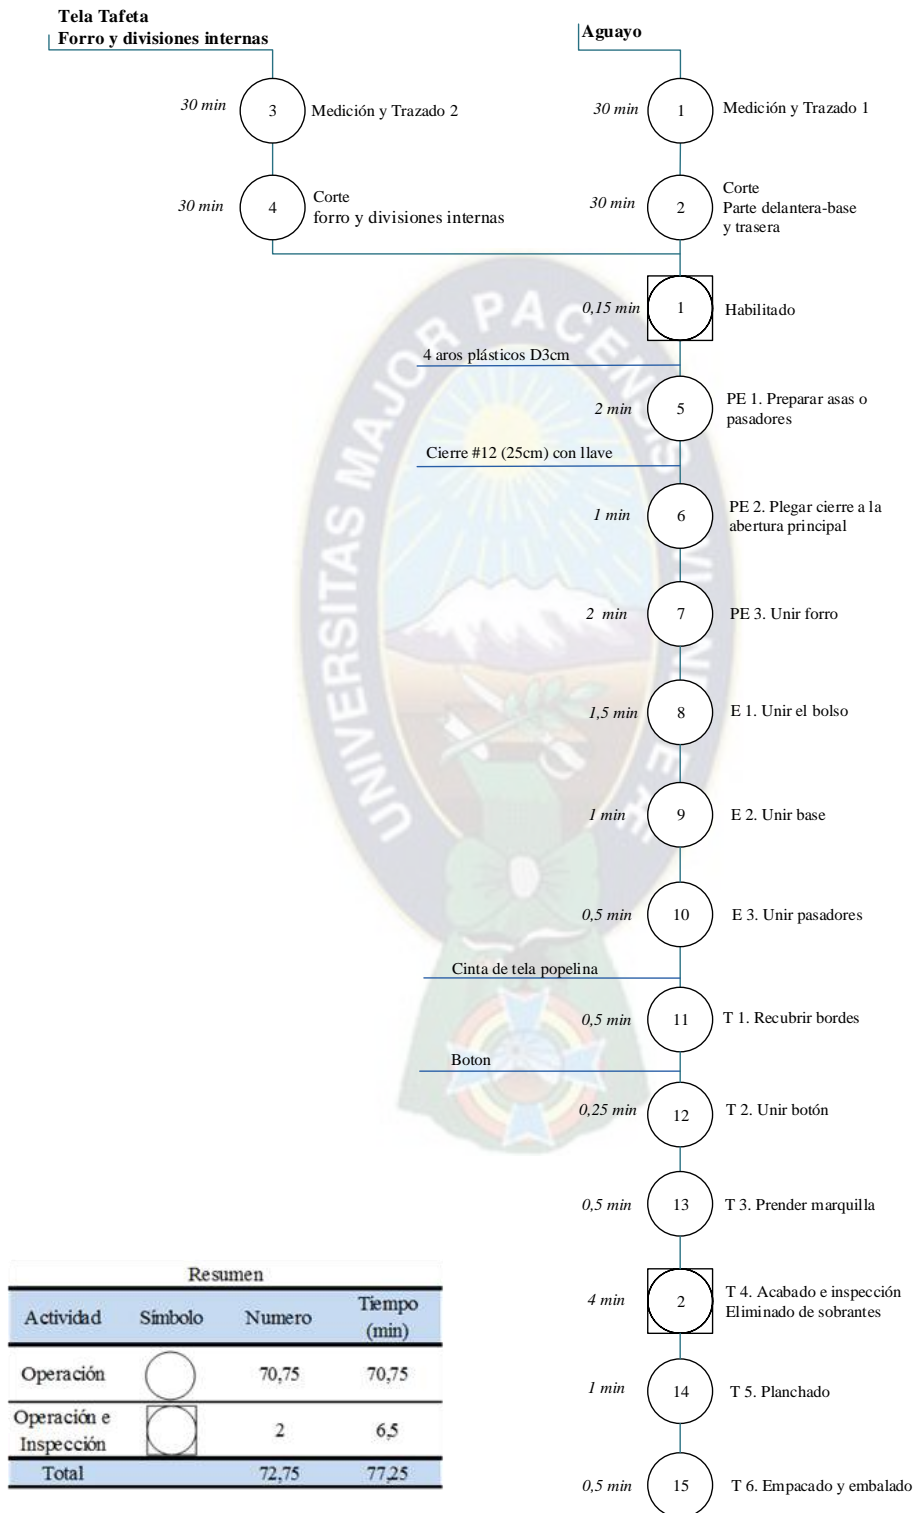 Tela Tafeta
Forro y divisiones internas
Aguayo
30 min
3
Medición y Trazado 2
30 min
1
Medición y Trazado 1
30 min
4
Corte
forro y divisiones internas
30 min
2
Corte
Parte delantera-base
y trasera
0,15 min
1
Habilitado
4 aros plásticos D3cm
2 min
5
PE 1. Preparar asas o
pasadores
Cierre #12 (25cm) con llave
1 min
6
PE 2. Plegar cierre a la
abertura principal
2 min
7
PE 3. Unir forro
1,5 min
8
E 1. Unir el bolso
1 min
9
E 2. Unir base
0,5 min
10
E 3. Unir pasadores
Cinta de tela popelina
0,5 min
11
T 1. Recubrir bordes
Boton
0,25 min
12
T 2. Unir botón
0,5 min
13
T 3. Prender marquilla
4 min
2
T 4. Acabado e inspección
Eliminado de sobrantes
1 min
14
T 5. Planchado
0,5 min
15
T 6. Empacado y embalado
Resumen
Actividad Símbolo Numero Tiempo
(min)
Operación 70,75 70,75
Operación e
Inspección 2 6,5
Total 72,75 77,25
UNIVERSITAS MAJOR PACENSIS